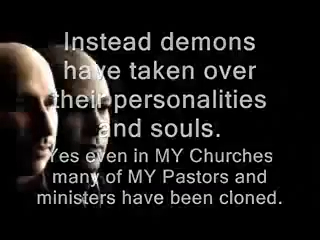 Instead demons
have taken over
their personalities
and souls.
Yes even in MY Churches
many of MY Pastors and
ministers have been cloned.